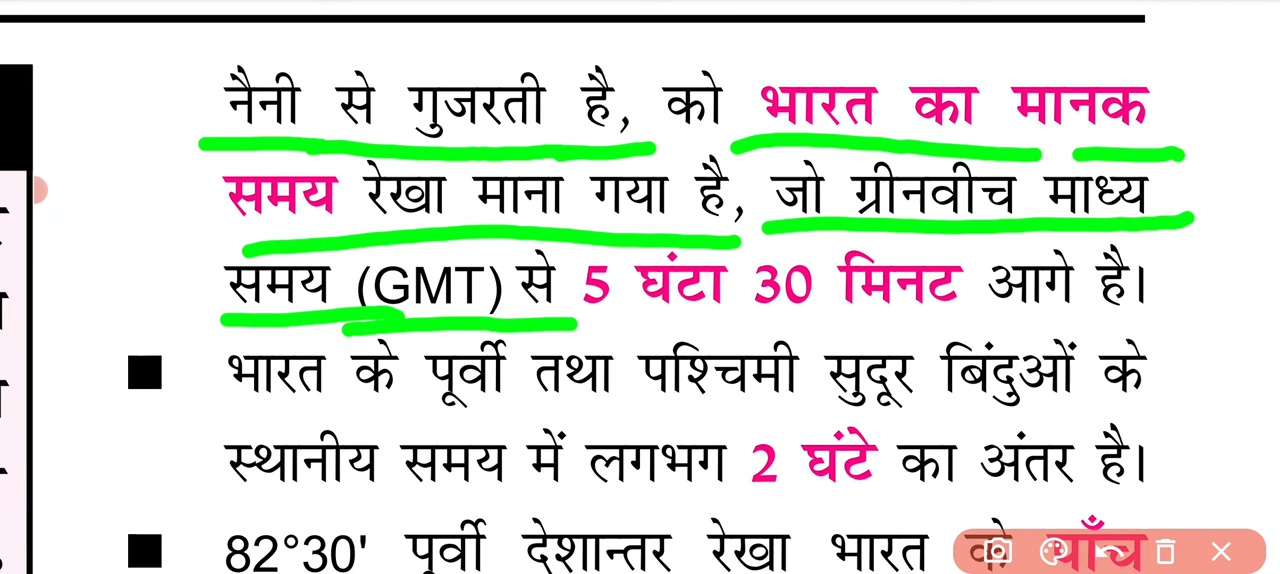 नैनी से गुजरती है, को भारत का मानक
समय रेखा माना गया है, जो ग्रीनवीच माध्य
समय (GMT) से 5 घंटा 30 मिनट आगे है।
■ भारत के पूर्वी तथा पश्चिमी सुदूर बिंदुओं के
स्थानीय समय में लगभग 2 घंटे का अंतर है।
■ 82°30' पूर्वी देशान्तर रेखा भारत के पाँच